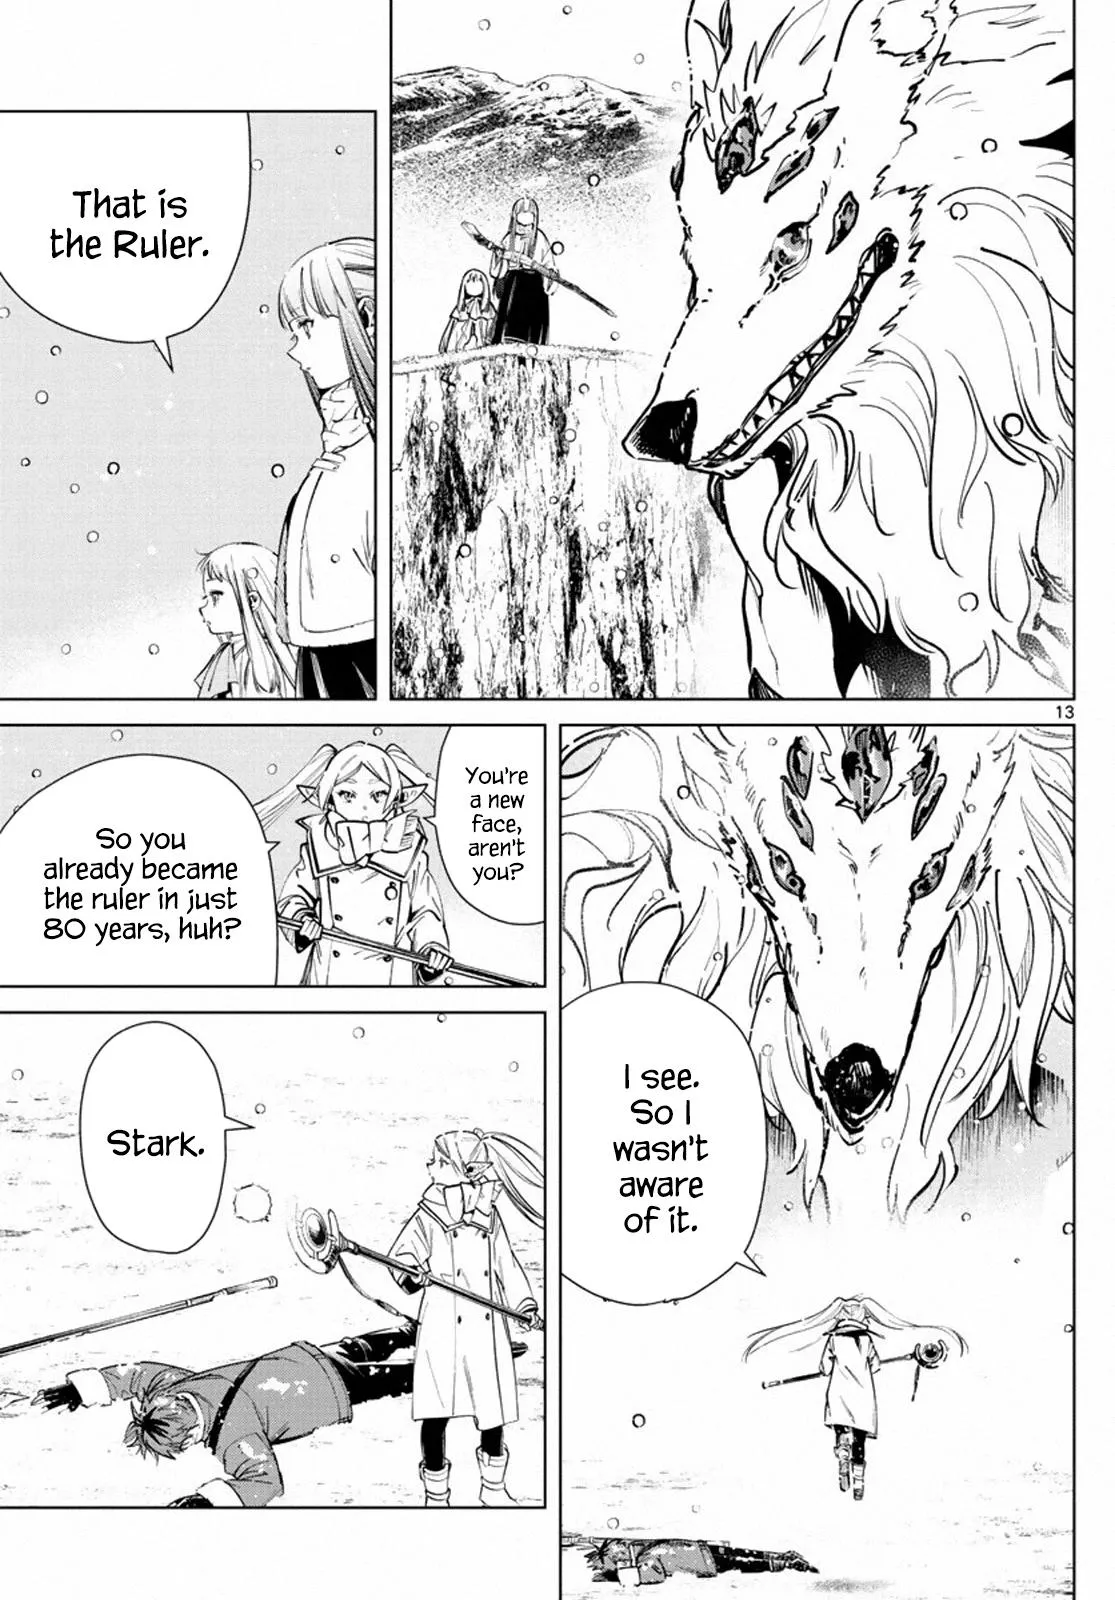 That is
the Ruler.
13
You're
a new
face,
aren't
you?
So you
already became
the ruler in just
80 years, huh?
I see.
So I
wasn't
aware
of it.
Stark.